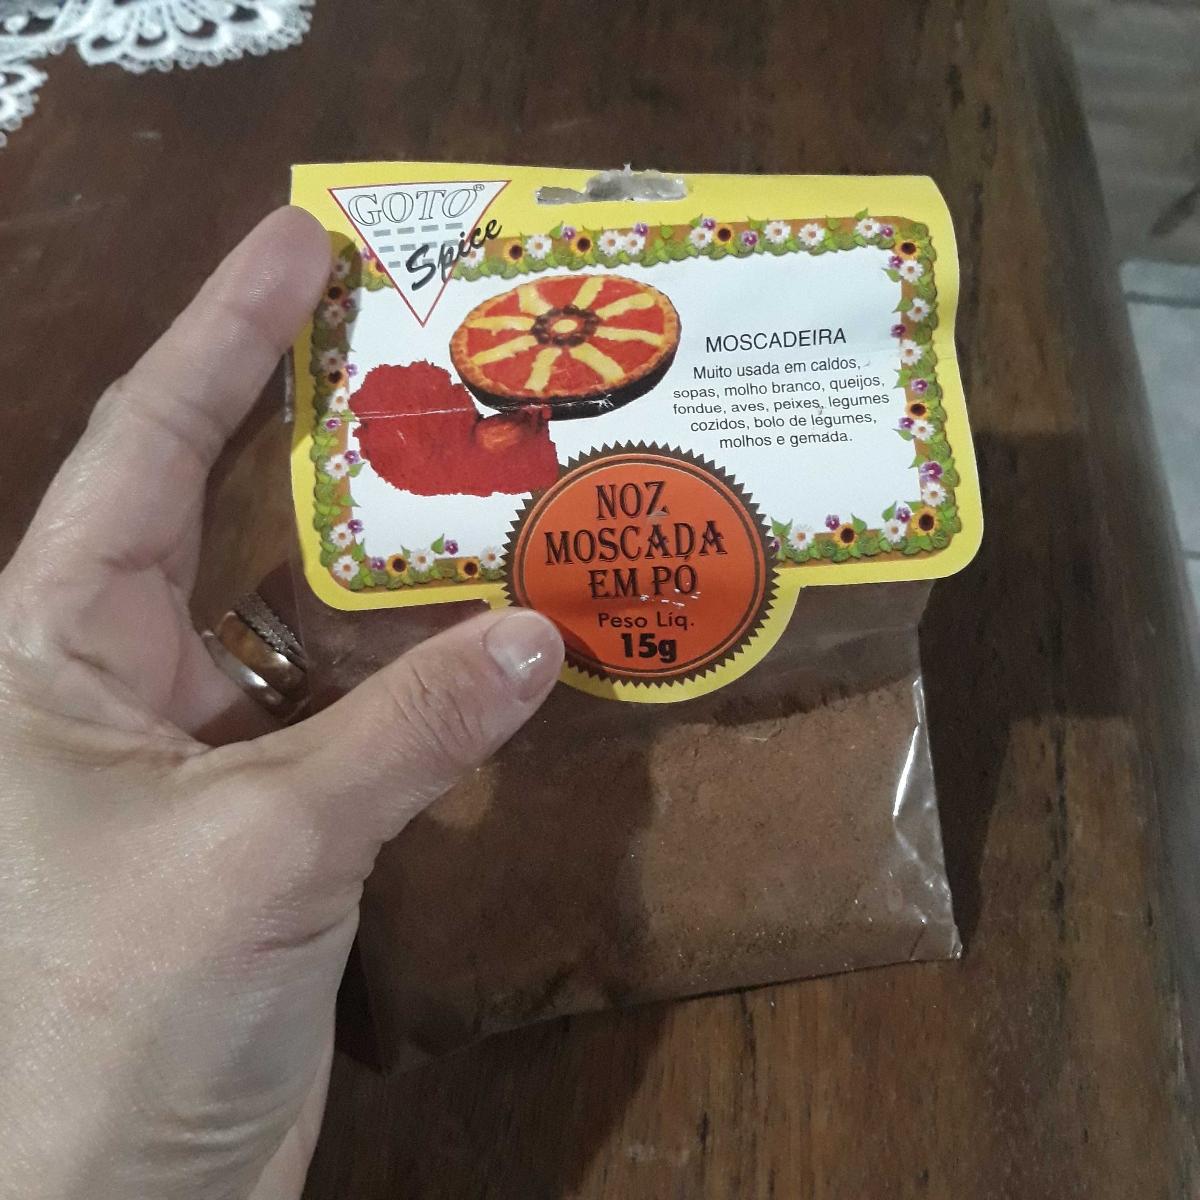 GOTO®
Spice
MOSCADEIRA
Muito usada em caldos,
sopas, molho branco, queijos,
fondue, aves, peixes, legumes
cozidos, bolo de legumes,
molhos e gemada.
NOZ
MOSCADA
EM PÓ
Peso Líq.
15g